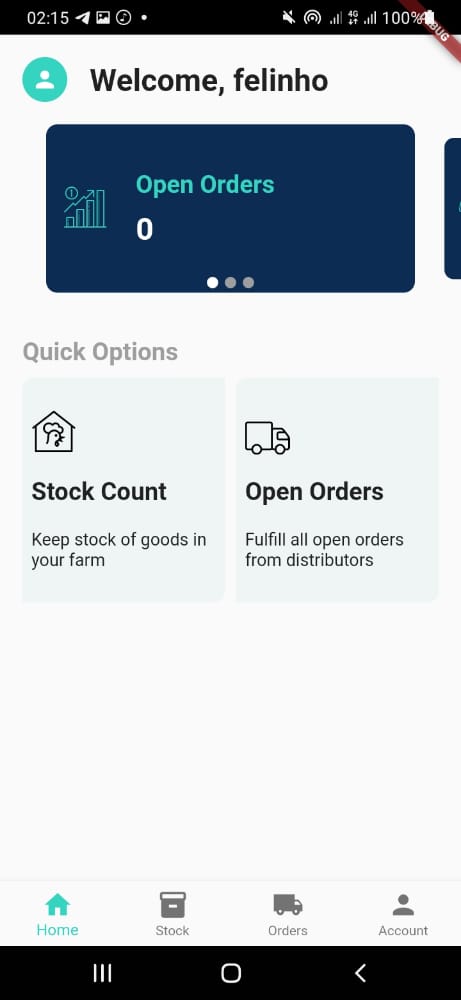 02:15
4G
100%
DEBUG
Welcome, felinho
Open Orders
0
Quick Options
Stock Count
Keep stock of goods in
your farm
Open Orders
Fulfill all open orders
from distributors
Home
Stock
Orders
Account